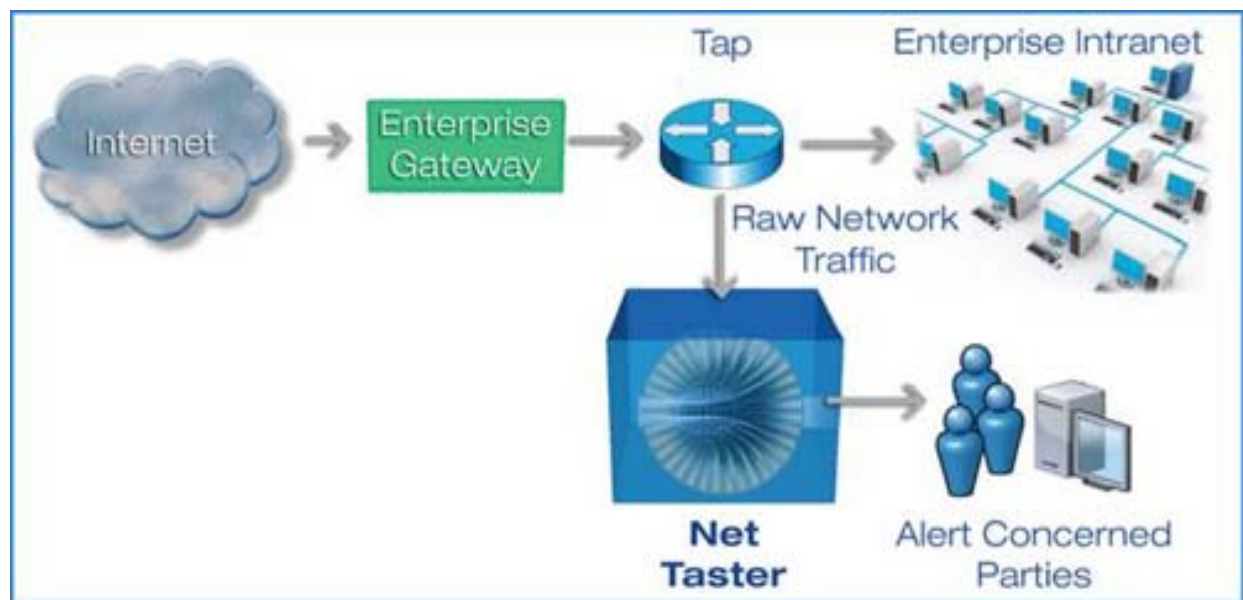 Tap
Enterprise Intranet
Internet
Enterprise
Gateway
Raw Network
Traffic
Net
Taster
Alert Concerned
Parties